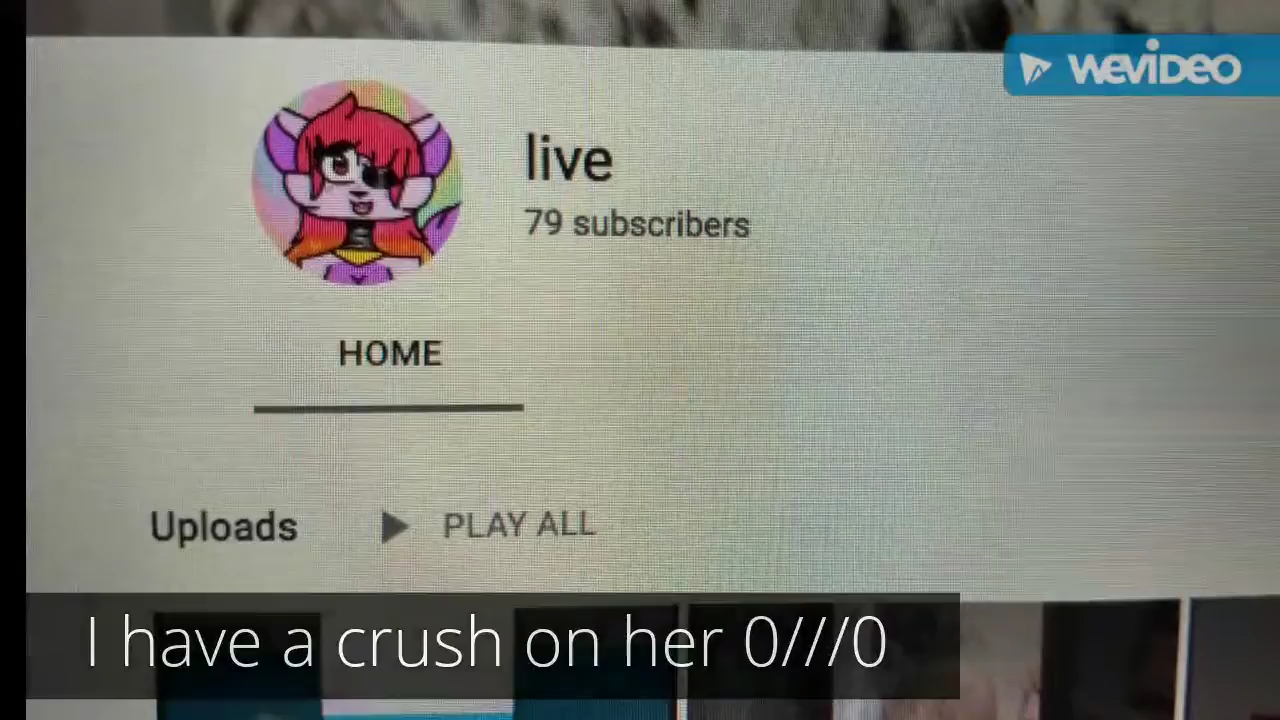 WEVIDEO
live
79 subscribers
HOME
Uploads
PLAY ALL
I have a crush on her 0///0